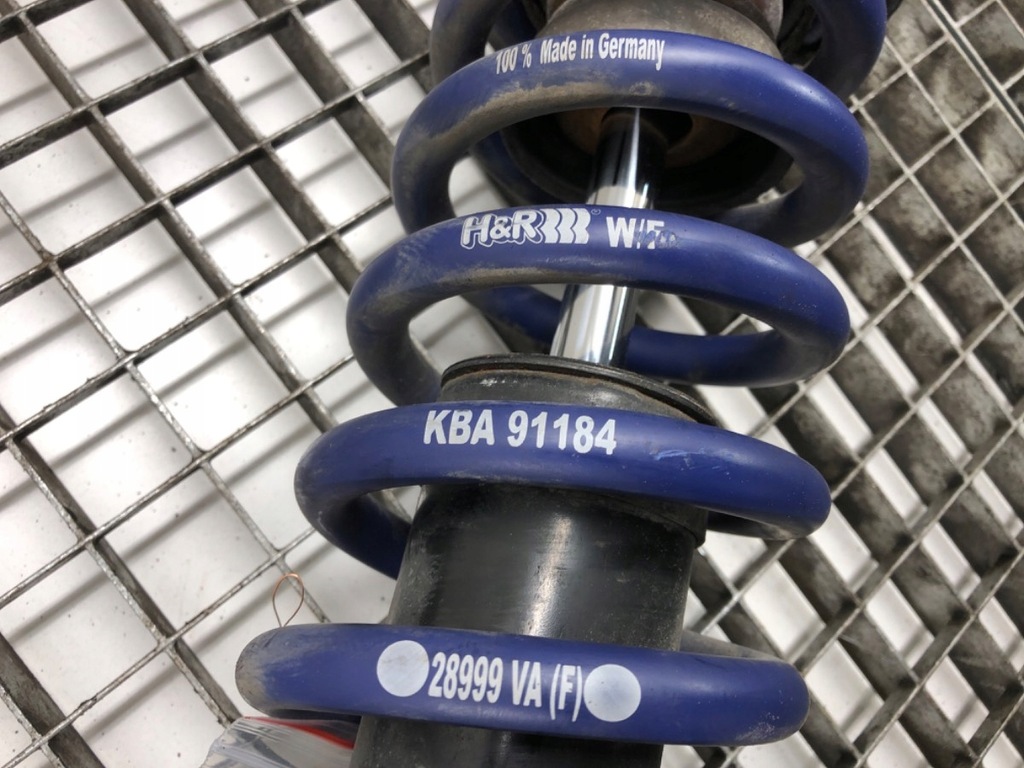 100 % Made in Germany
H&R® W/F
KBA 91184
28999 VA (F)